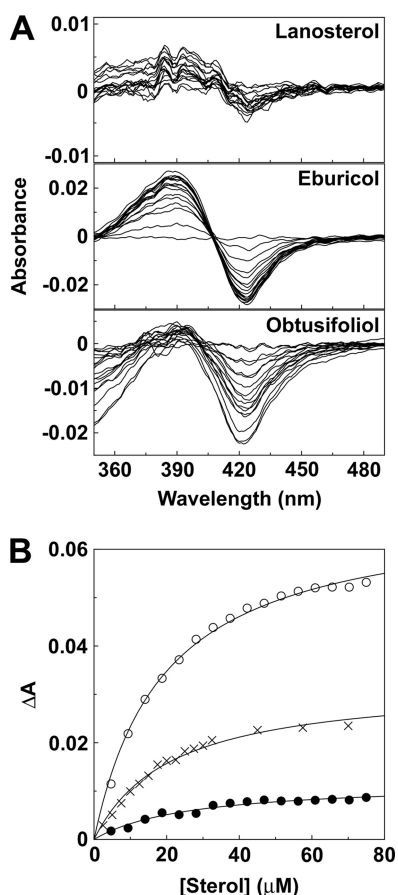 A
Lanosterol
0.01
0
-0.01
Eburicol
0.02
0
-0.02
Absorbance
Obtusifoliol
0
-0.01
-0.02
360 390 420 450 480
Wavelength (nm)
B
0.06
0.04
0.02
0
ΔA
0 20 40 60 80
[Sterol] (μM)